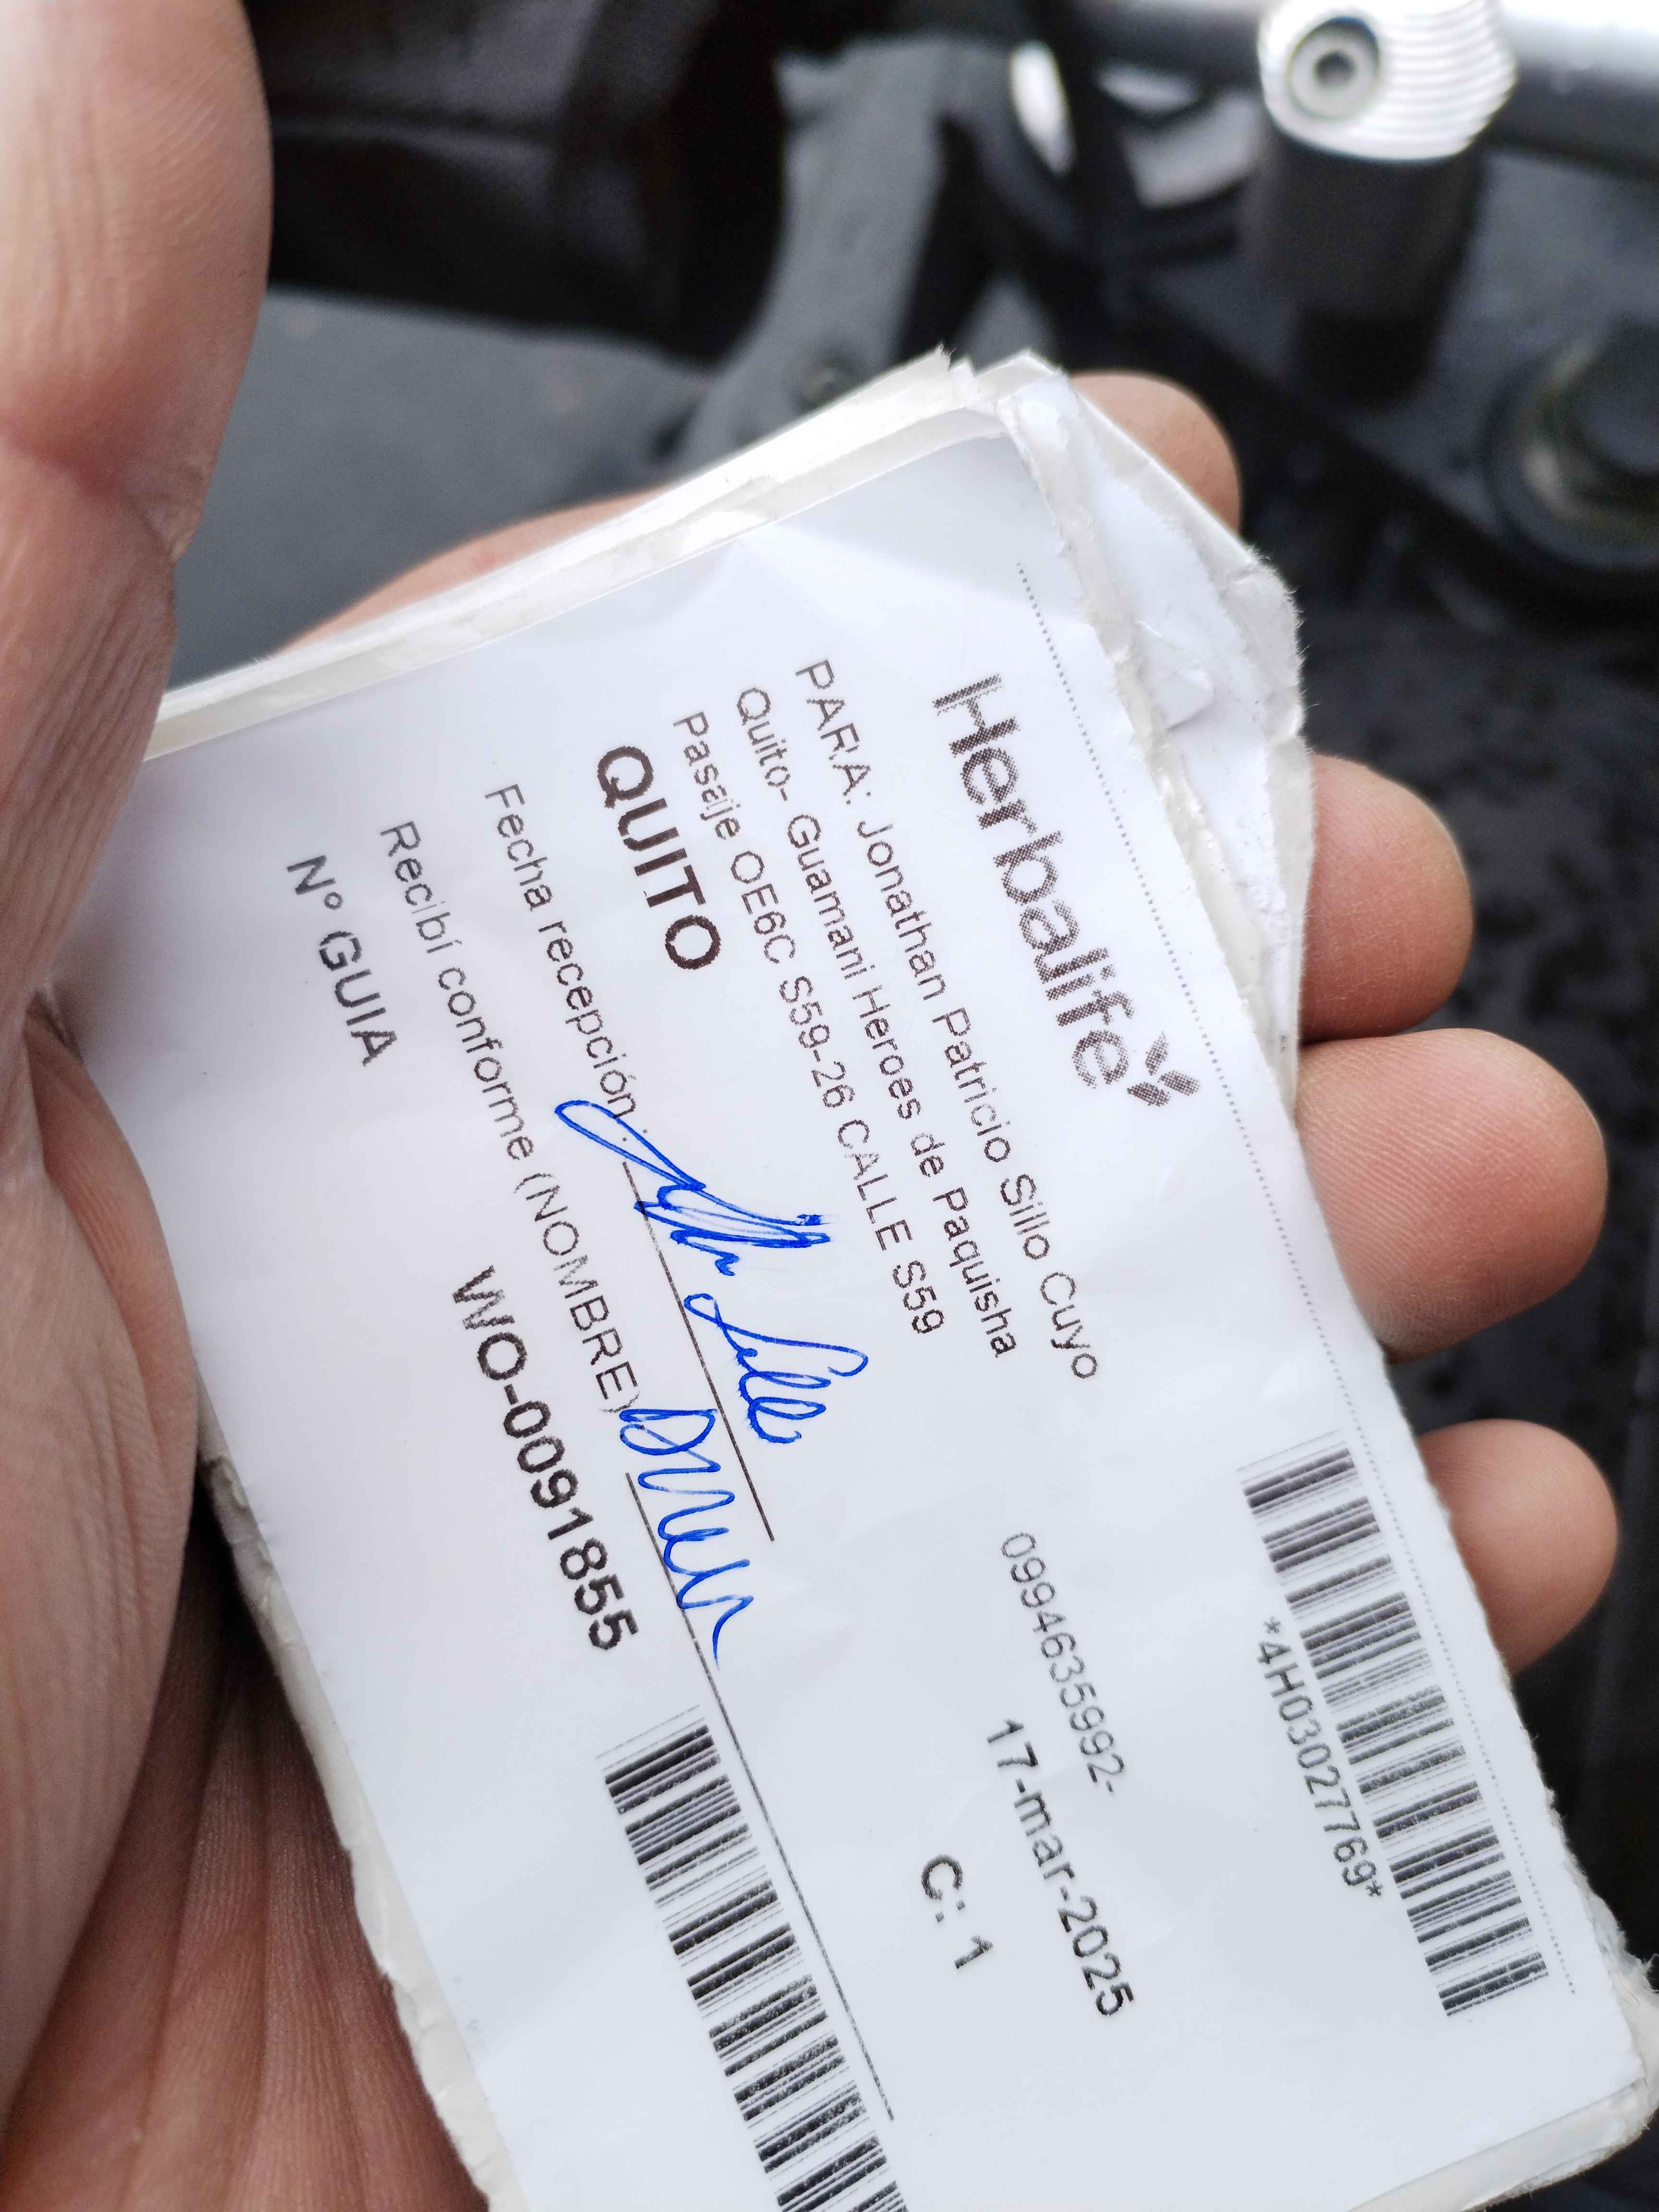 Herbalife
*4H03027769*
PARA: Jonathan Patricio Sillo Cuyo
Quito- Guamani Heroes de Paquisha
0994635992-
Pasaje OE6C S59-26 CALLE S59
17-mar-2025
QUITO
C: 1
Fecha recepción:
Recibí conforme (NOMBRE)
Nº GUIA
WO-0091855